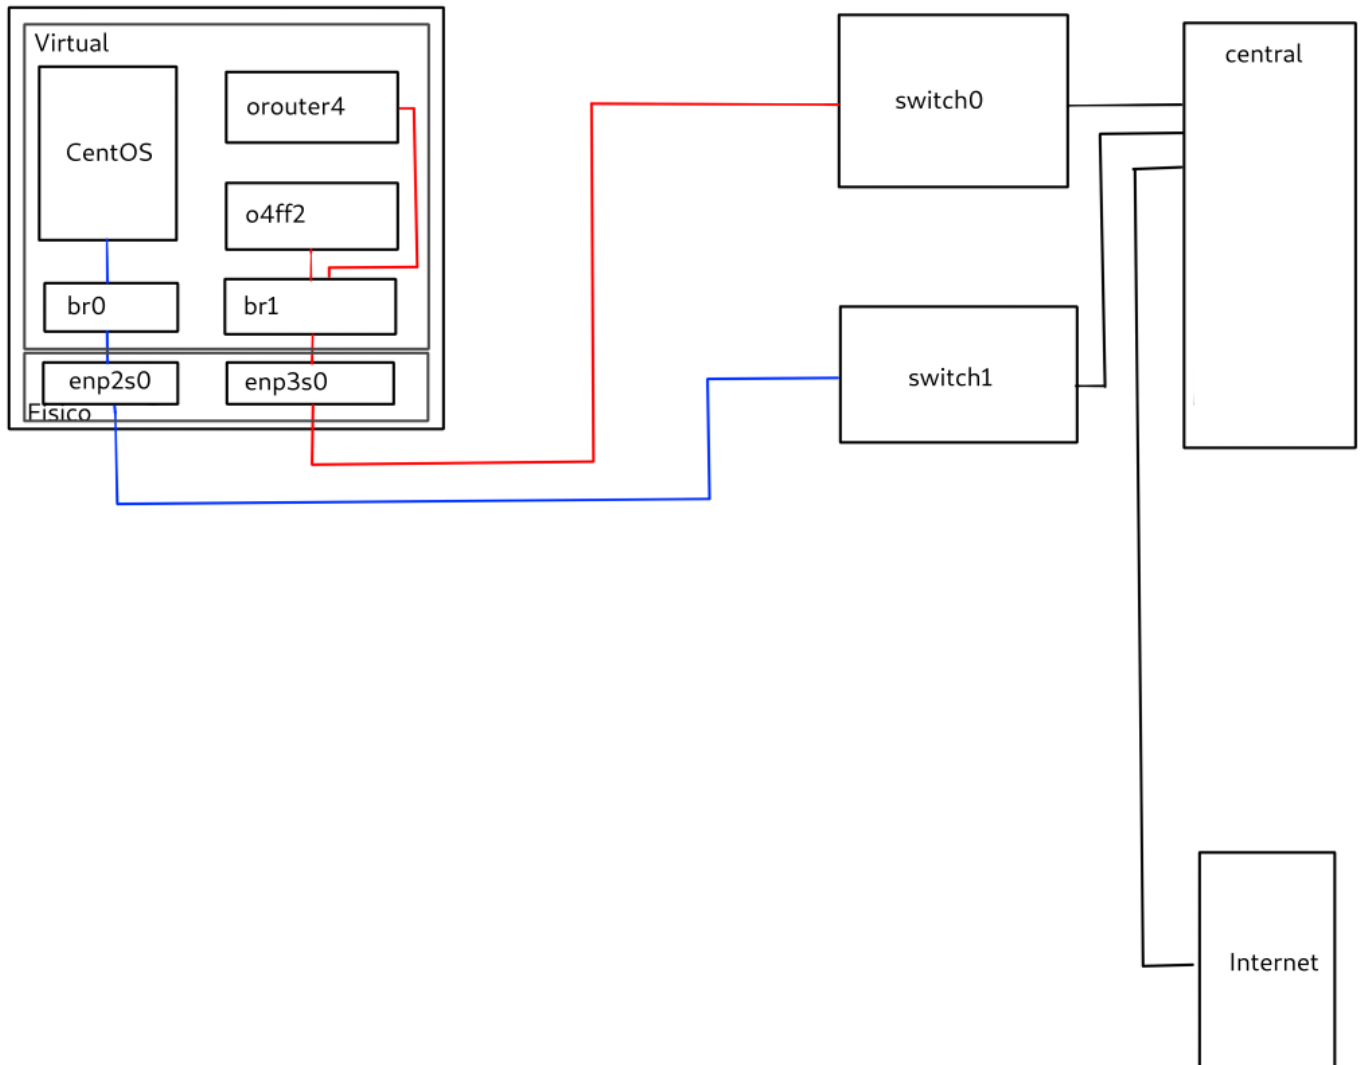 Virtual
CentOS
orouter4
o4ff2
br0
br1
enp2s0
enp3s0
Fisico
switch0
switch1
central
Internet